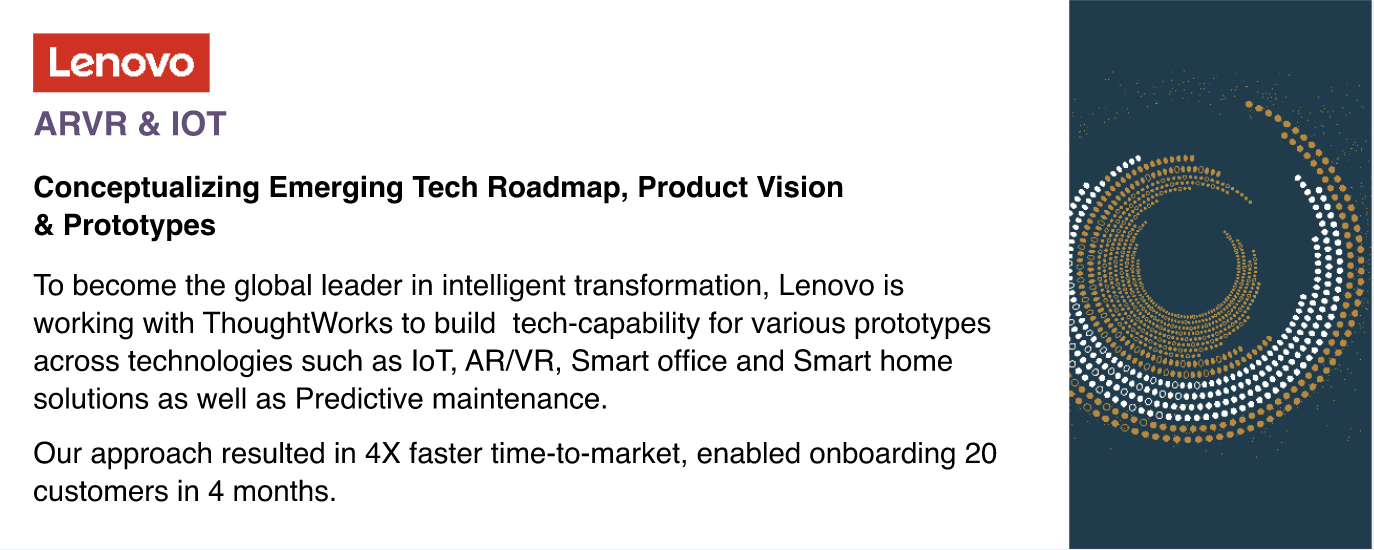 Lenovo
ARVR & IOT
Conceptualizing Emerging Tech Roadmap, Product Vision
& Prototypes
To become the global leader in intelligent transformation, Lenovo is
working with ThoughtWorks to build  tech-capability for various prototypes
across technologies such as IoT, AR/VR, Smart office and Smart home
solutions as well as Predictive maintenance.
Our approach resulted in 4X faster time-to-market, enabled onboarding 20
customers in 4 months.